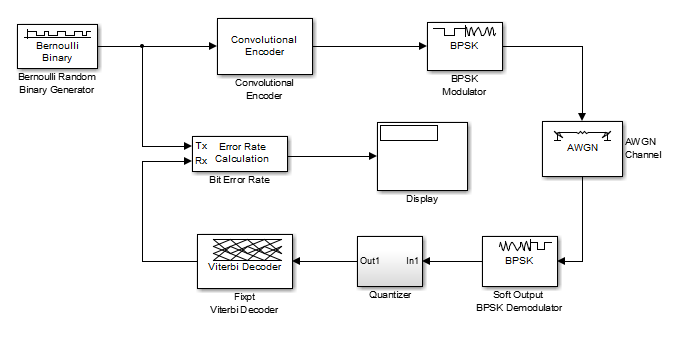 Bernoulli
Binary
Bernoulli Random
Binary Generator
Convolutional
Encoder
Convolutional
Encoder
BPSK
BPSK
Modulator
AWGN
AWGN
Channel
Tx
Rx
Error Rate
Calculation
Bit Error Rate
Display
Viterbi Decoder
Fixpt
Viterbi Decoder
Out1
In1
Quantizer
BPSK
Soft Output
BPSK Demodulator